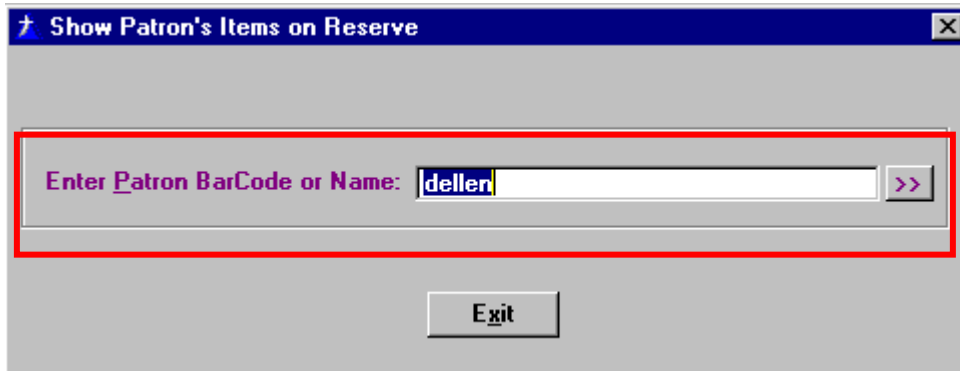 Show Patron's Items on Reserve
Enter Patron BarCode or Name: dellen >>
Exit